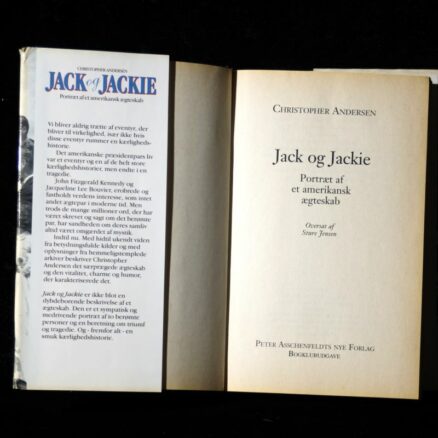 CHRISTOPHER ANDERSEN
JACK og JACKIE
Portræt af et amerikansk ægteskab
Vi bliver aldrig trætte af eventyr, der
bliver til virkelighed, især ikke hvis
disse eventyr rummer en kærligheds-
historie.
Det amerikanske præsidentpars liv
var et eventyr og en af de helt store
kærlighedshistorier, men endte i en
tragedie.
John Fitzgerald Kennedy og
Jacqueline Lee Bouvier, erobrede og
fastholdt verdens interesse, som intet
andet ægtepar i moderne tid. Men
trods de mange millioner ord, der har
været skrevet og sagt om det berømte
par, har sandheden om deres samliv
altid været omgærdet af mystik.
Indtil nu. Med hidtil ukendt viden
fra betydningsfulde kilder og med
oplysninger fra hemmeligstemplede
arkiver beskriver Christopher
Andersen det særprægede ægteskab
og den vitalitet, charme og humor,
der karakteriserede det.
Jack og Jackie er ikke blot en
dybdeborende beskrivelse af et
ægteskab. Den er et sympatisk og
medrivende portræt af to berømte
personer og en beretning om triumf
og tragedie. Og - fremfor alt - en
smuk kærlighedshistorie.
CHRISTOPHER ANDERSEN
Jack og Jackie
Portræt af
et amerikansk
ægteskab
Oversat af
Sture Jensen
PETER ASSCHENFELDTS NYE FORLAG
BOGKLUBUDGAVE